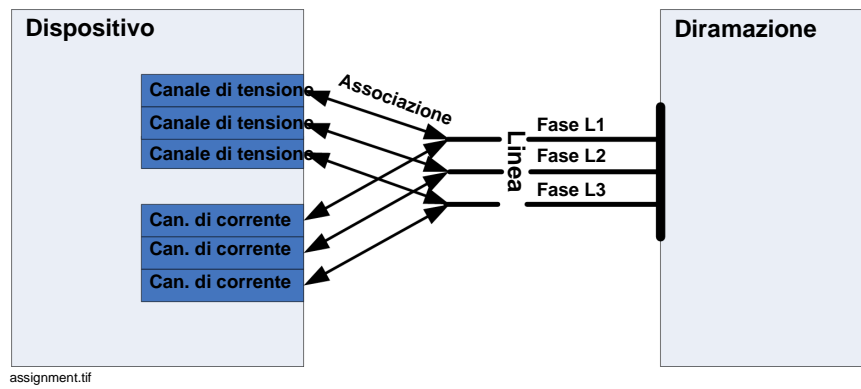 Dispositivo
Diramazione
Canale di tensione
Canale di tensione
Canale di tensione
Associazione
Linea
Fase L1
Fase L2
Fase L3
Can. di corrente
Can. di corrente
Can. di corrente
assignment.tif